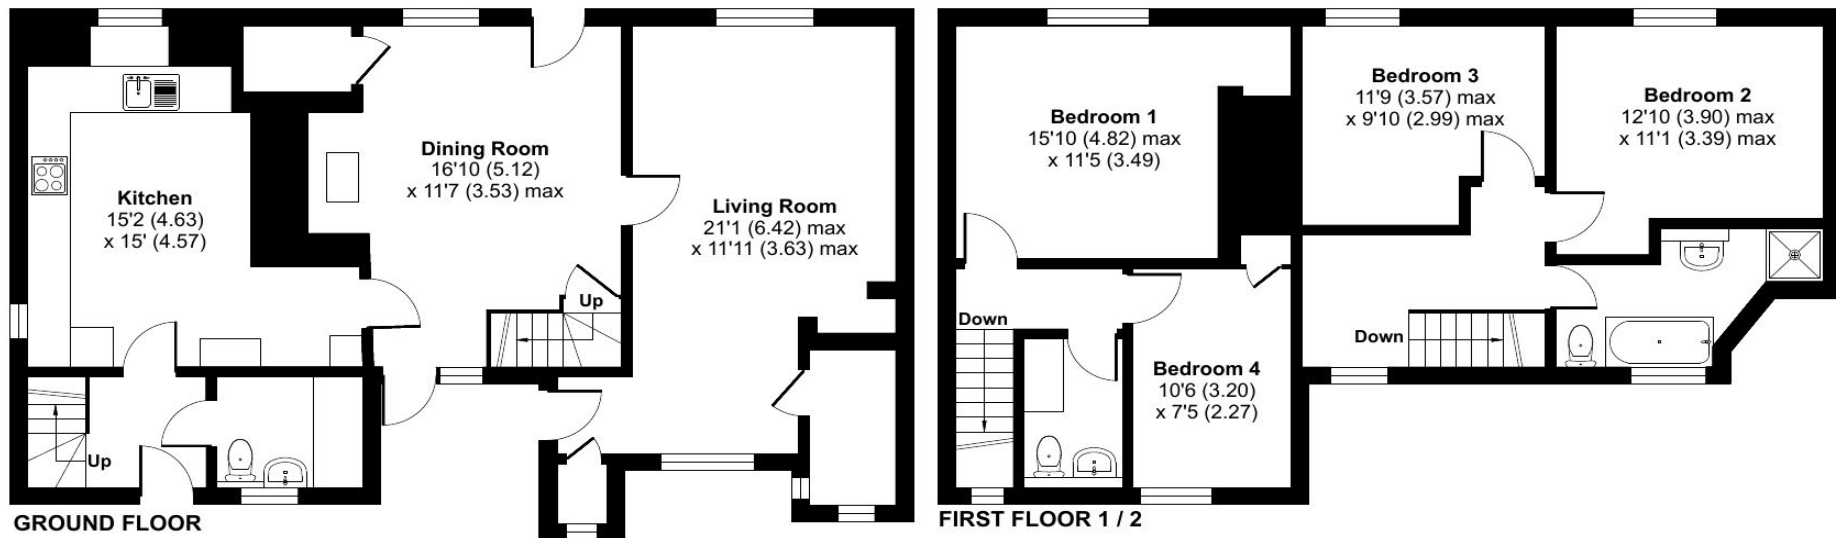 Kitchen
15'2 (4.63)
x 15' (4.57)
Dining Room
16'10 (5.12)
x 11'7 (3.53) max
Living Room
21'1 (6.42) max
x 11'11 (3.63) max
Up
Up
GROUND FLOOR
Bedroom 1
15'10 (4.82) max
x 11'5 (3.49)
Bedroom 3
11'9 (3.57) max
x 9'10 (2.99) max
Bedroom 2
12'10 (3.90) max
x 11'1 (3.39) max
Down
Down
Bedroom 4
10'6 (3.20)
x 7'5 (2.27)
FIRST FLOOR 1 / 2